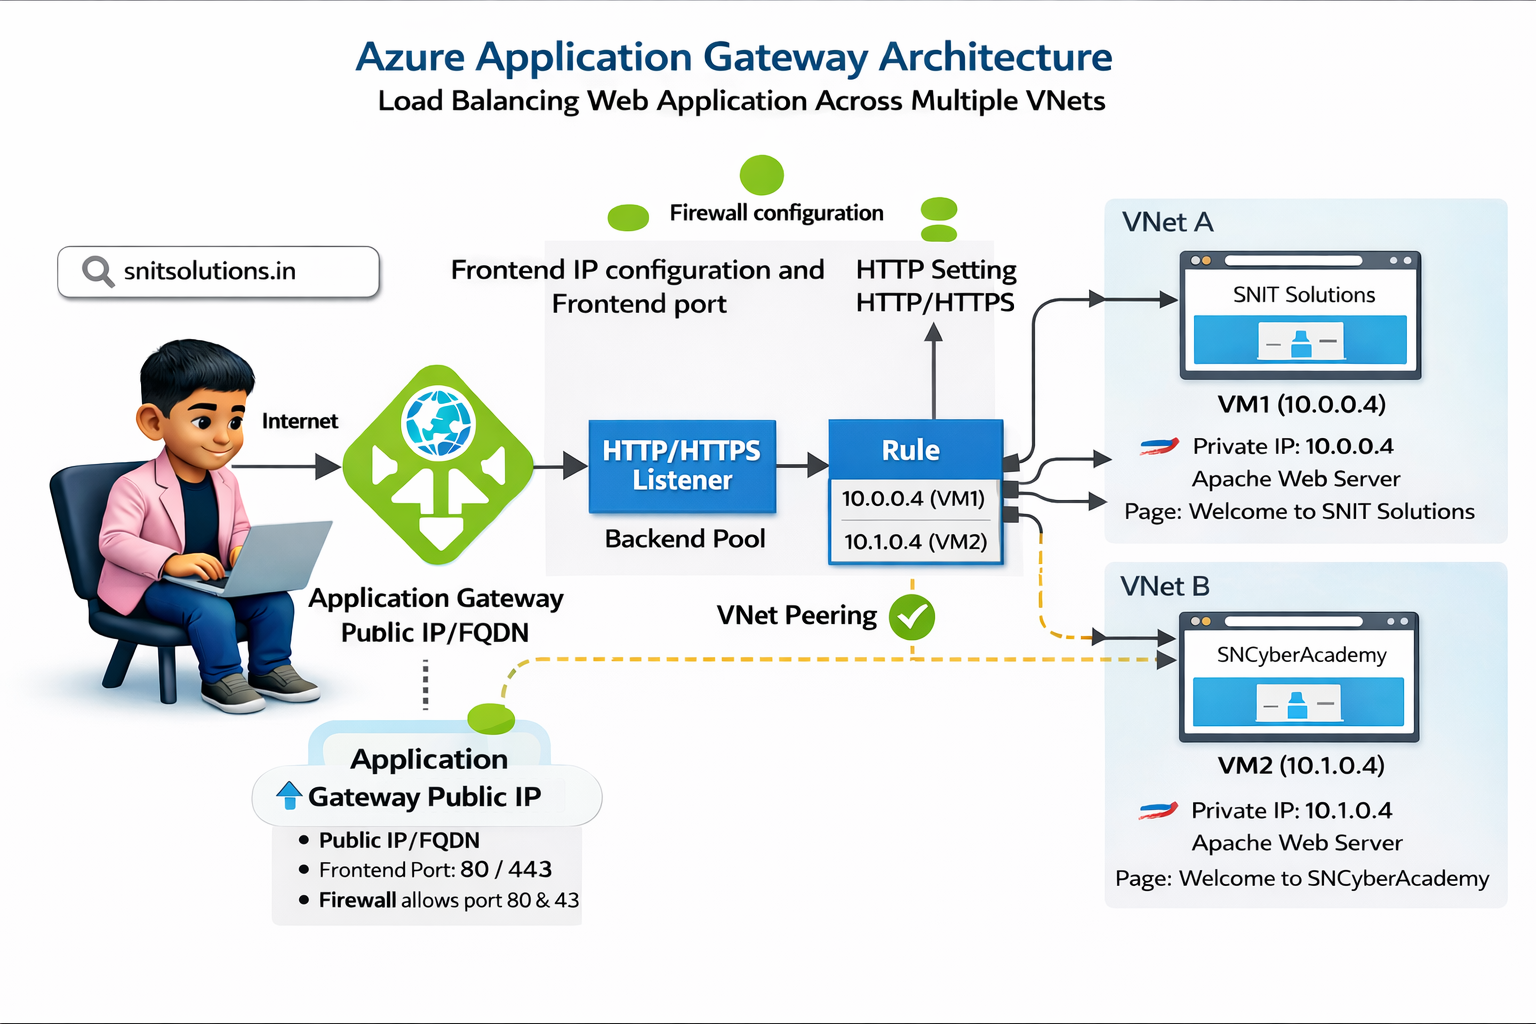 Azure Application Gateway Architecture
Load Balancing Web Application Across Multiple VNets
Firewall configuration
snitsolutions.in
Frontend IP configuration and
Frontend port
HTTP Setting
HTTP/HTTPS
Internet
HTTP/HTTPS
Listener
Backend Pool
Rule
10.0.0.4 (VM1)
10.1.0.4 (VM2)
Application Gateway
Public IP/FQDN
VNet Peering
Application
Gateway Public IP
• Public IP/FQDN
• Frontend Port: 80 / 443
• Firewall allows port 80 & 43
VNet A
SNIT Solutions
VM1 (10.0.0.4)
Private IP: 10.0.0.4
Apache Web Server
Page: Welcome to SNIT Solutions
VNet B
SNCyberAcademy
VM2 (10.1.0.4)
Private IP: 10.1.0.4
Apache Web Server
Page: Welcome to SNCyberAcademy